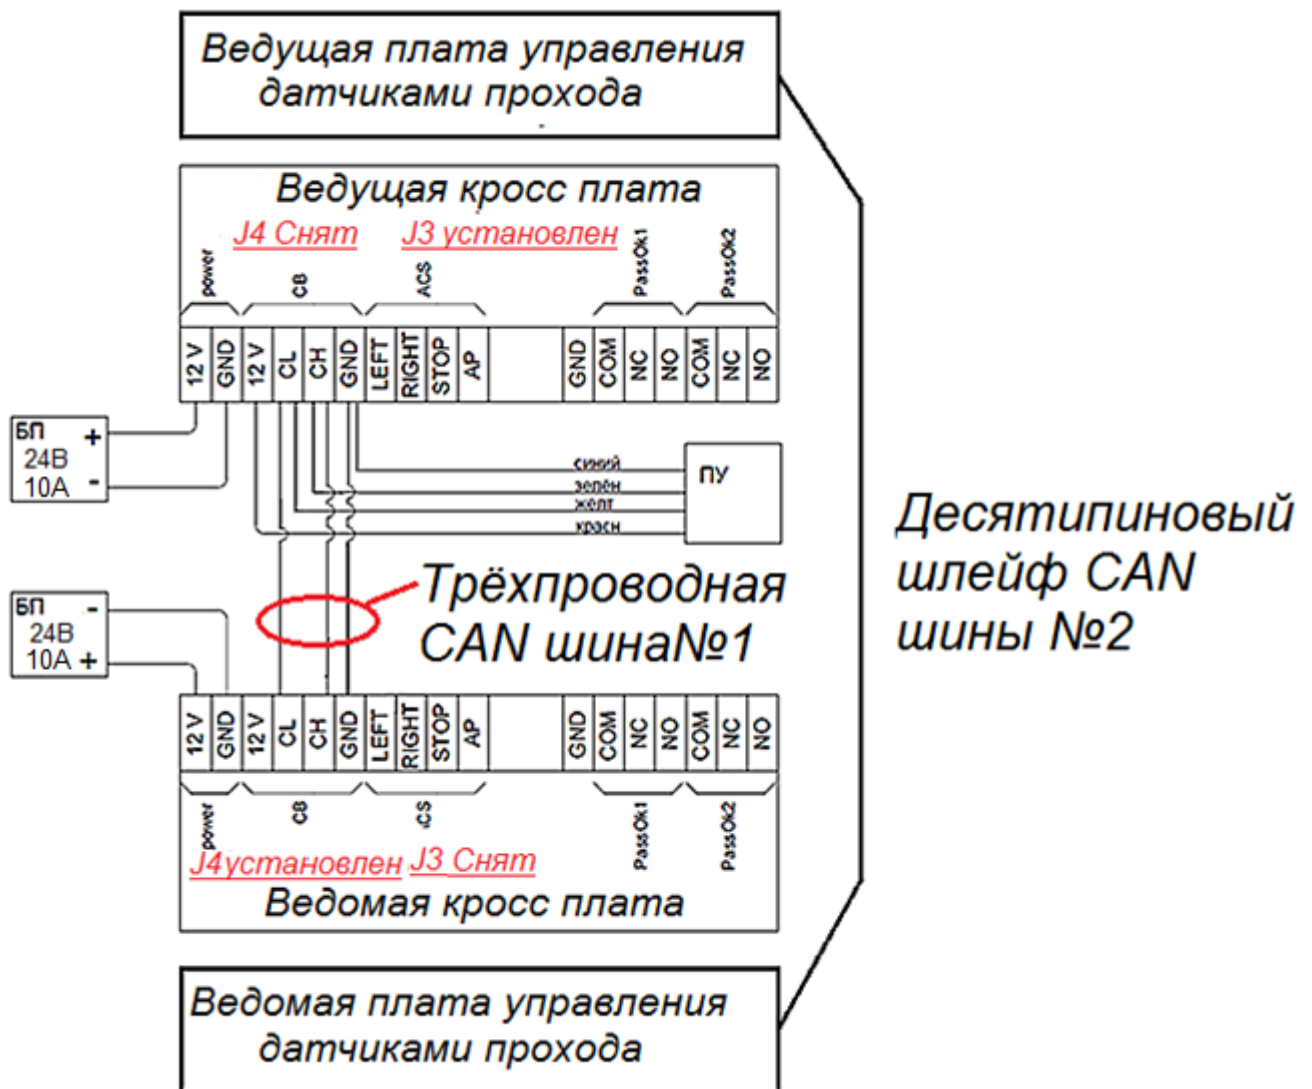 Ведущая плата управления
датчиками прохода
Ведущая кросс плата
J4 Снят J3 установлен
power CB ACS PassOk1 PassOk2
12 V GND 12 V CL CH GND LEFT RIGHT STOP AP GND COM NC NO COM NC NO
БП +
24В
10А -
синий
зелён
жёлт
красн
ПУ
Десятипиновый
шлейф CAN
шины №2
Трёхпроводная
CAN шина№1
БП -
24В
10А +
12 V GND 12 V CL CH GND LEFT RIGHT STOP AP GND COM NC NO COM NC NO
power CB CS PassOk1 PassOk2
J4установлен J3 Снят
Ведомая кросс плата
Ведомая плата управления
датчиками прохода